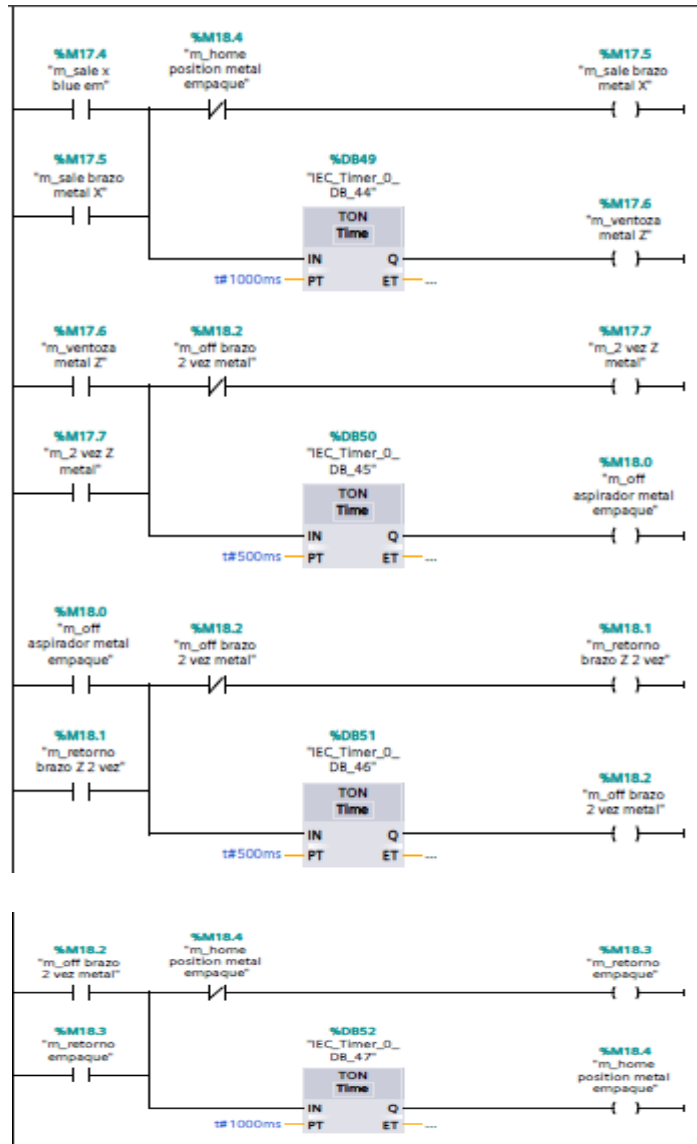 %M17.4
"m_sale x
blue em"
%M18.4
"m_home
position metal
empaque"
%M17.5
"m_sale brazo
metal X"
%M17.5
"m_sale brazo
metal X"
%DB49
"IEC_Timer_0_
DB_44"
TON
Time
IN
Q
t#1000ms
PT
ET
...
%M17.6
"m_ventoza
metal Z"
%M17.6
"m_ventoza
metal Z"
%M18.2
"m_off brazo
2 vez metal"
%M17.7
"m_2 vez Z
metal"
%M17.7
"m_2 vez Z
metal"
%DB50
"IEC_Timer_0_
DB_45"
TON
Time
IN
Q
t#500ms
PT
ET
...
%M18.0
"m_off
aspirador metal
empaque"
%M18.0
"m_off
aspirador metal
empaque"
%M18.2
"m_off brazo
2 vez metal"
%M18.1
"m_retorno
brazo Z 2 vez"
%M18.1
"m_retorno
brazo Z 2 vez"
%DB51
"IEC_Timer_0_
DB_46"
TON
Time
IN
Q
t#500ms
PT
ET
...
%M18.2
"m_off brazo
2 vez metal"
%M18.2
"m_off brazo
2 vez metal"
%M18.4
"m_home
position metal
empaque"
%M18.3
"m_retorno
empaque"
%M18.3
"m_retorno
empaque"
%DB52
"IEC_Timer_0_
DB_47"
TON
Time
IN
Q
t#1000ms
PT
ET
...
%M18.4
"m_home
position metal
empaque"